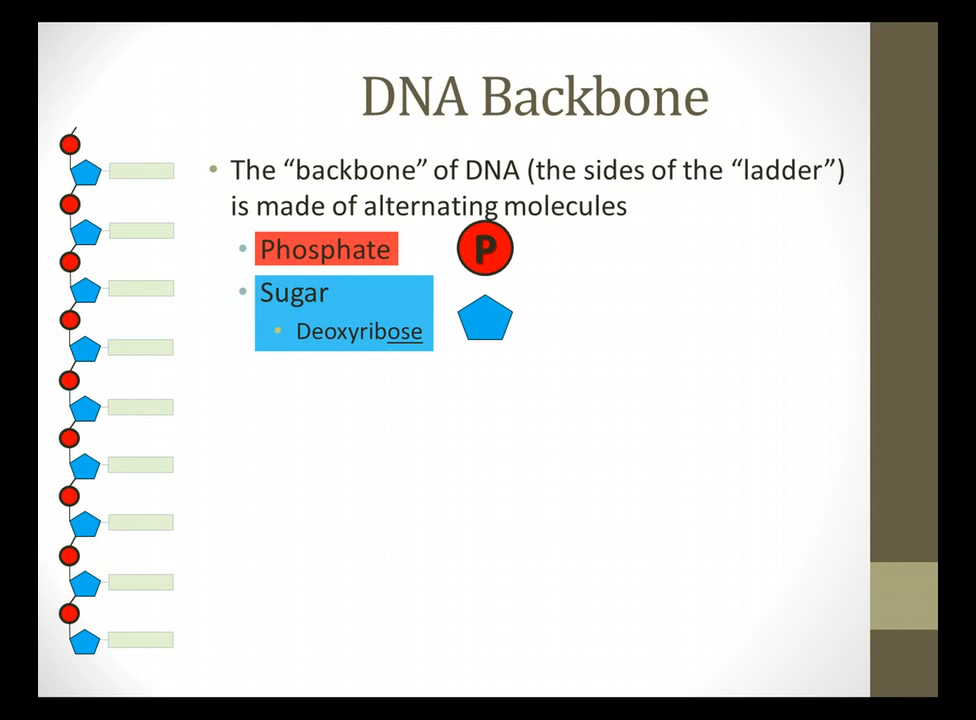 DNA Backbone
• The “backbone” of DNA (the sides of the “ladder”)
is made of alternating molecules
• Phosphate
P
• Sugar
• Deoxyribose